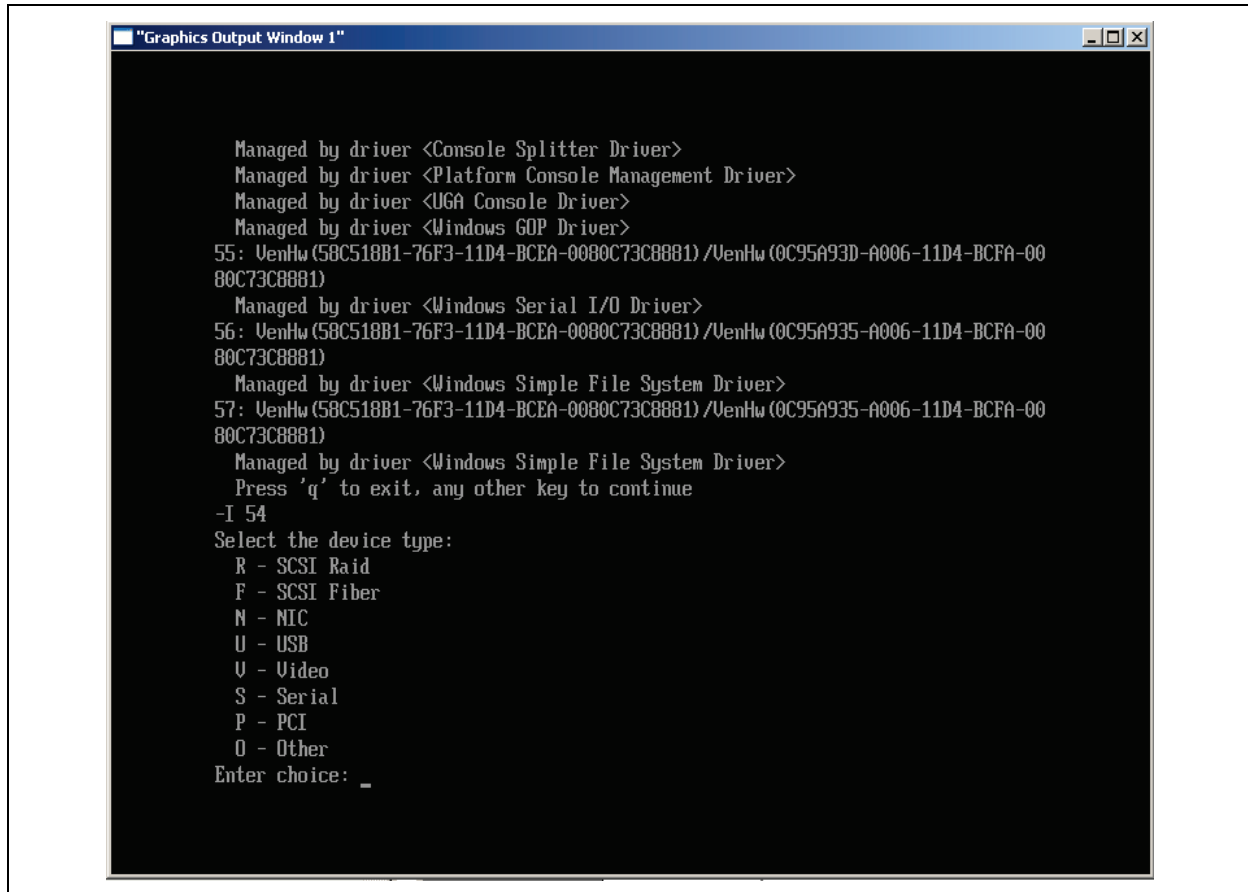 "Graphics Output Window 1"
Managed by driver <Console Splitter Driver>
Managed by driver <Platform Console Management Driver>
Managed by driver <UGA Console Driver>
Managed by driver <Windows GOP Driver>
55: VenHw(58C518B1-76F3-11D4-BCEA-0080C73C8881)/VenHw(0C95A93D-A006-11D4-BCFA-00
80C73C8881)
Managed by driver <Windows Serial I/O Driver>
56: VenHw(58C518B1-76F3-11D4-BCEA-0080C73C8881)/VenHw(0C95A935-A006-11D4-BCFA-00
80C73C8881)
Managed by driver <Windows Simple File System Driver>
57: VenHw(58C518B1-76F3-11D4-BCEA-0080C73C8881)/VenHw(0C95A935-A006-11D4-BCFA-00
80C73C8881)
Managed by driver <Windows Simple File System Driver>
Press 'q' to exit, any other key to continue
-I 54
Select the device type:
R - SCSI Raid
F - SCSI Fiber
N - NIC
U - USB
V - Video
S - Serial
P - PCI
O - Other
Enter choice: _